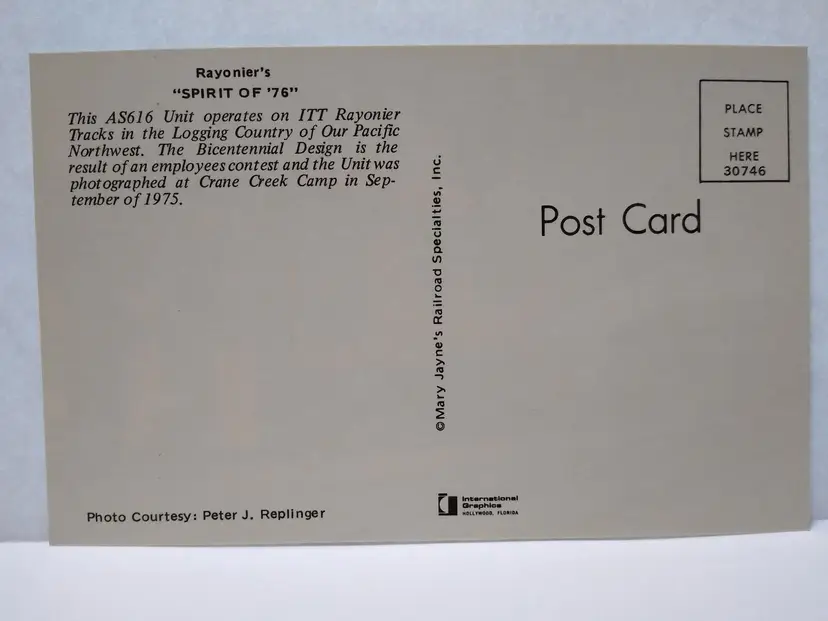 Rayonier's
"SPIRIT OF '76"
This AS616 Unit operates on ITT Rayonier
Tracks in the Logging Country of Our Pacific
Northwest. The Bicentennial Design is the
result of an employees contest and the Unit was
photographed at Crane Creek Camp in Sep-
tember of 1975.
Photo Courtesy: Peter J. Replinger
©Mary Jayne's Railroad Specialties, Inc.
International
Graphics
HOLLYWOOD, FLORIDA
PLACE
STAMP
HERE
30746
Post Card